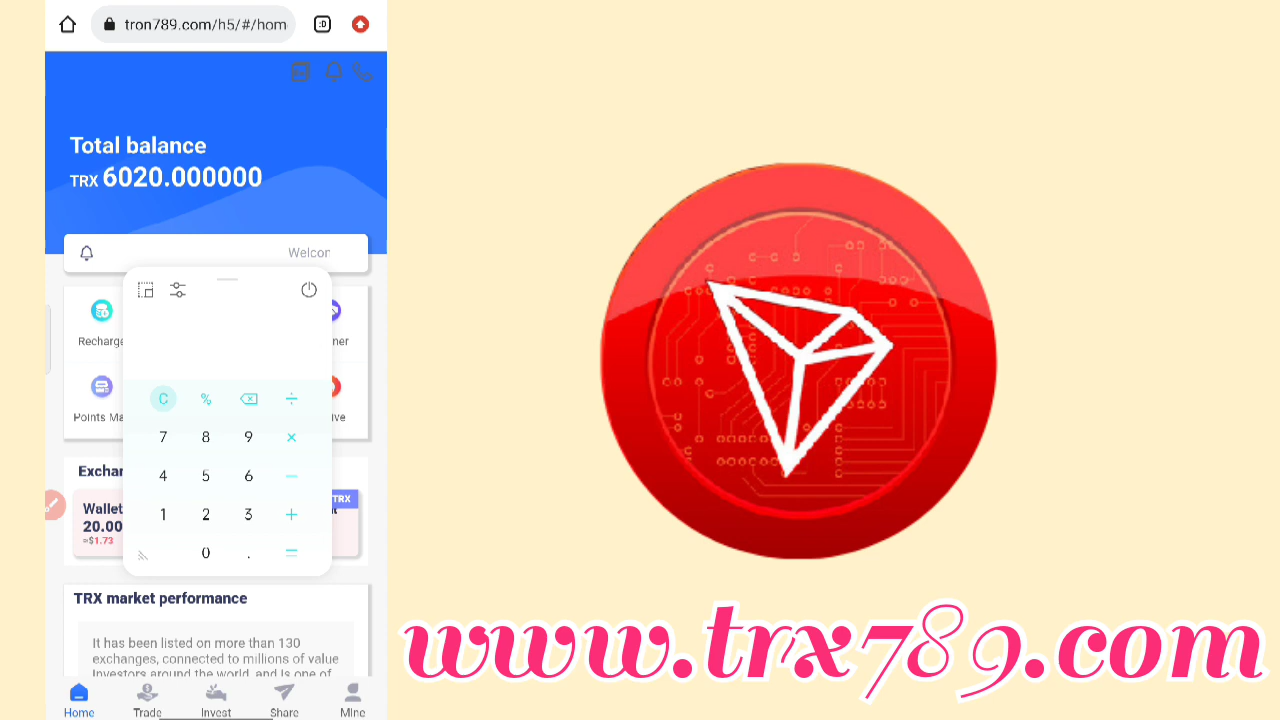 tron789.com/h5/#/hom
:D
Total balance
TRX 6020.000000
Welcon
Recharge
ner
Points Ma
ive
C % ÷
7 8 9 ×
4 5 6 −
1 2 3 +
0 . =
Exchan
Wallet
20.00
≈$1.73
TRX
TRX market performance
It has been listed on more than 130
exchanges, connected to millions of value
Investors around the world, and is one of
Home Trade Invest Share Mine
www.trx789.com